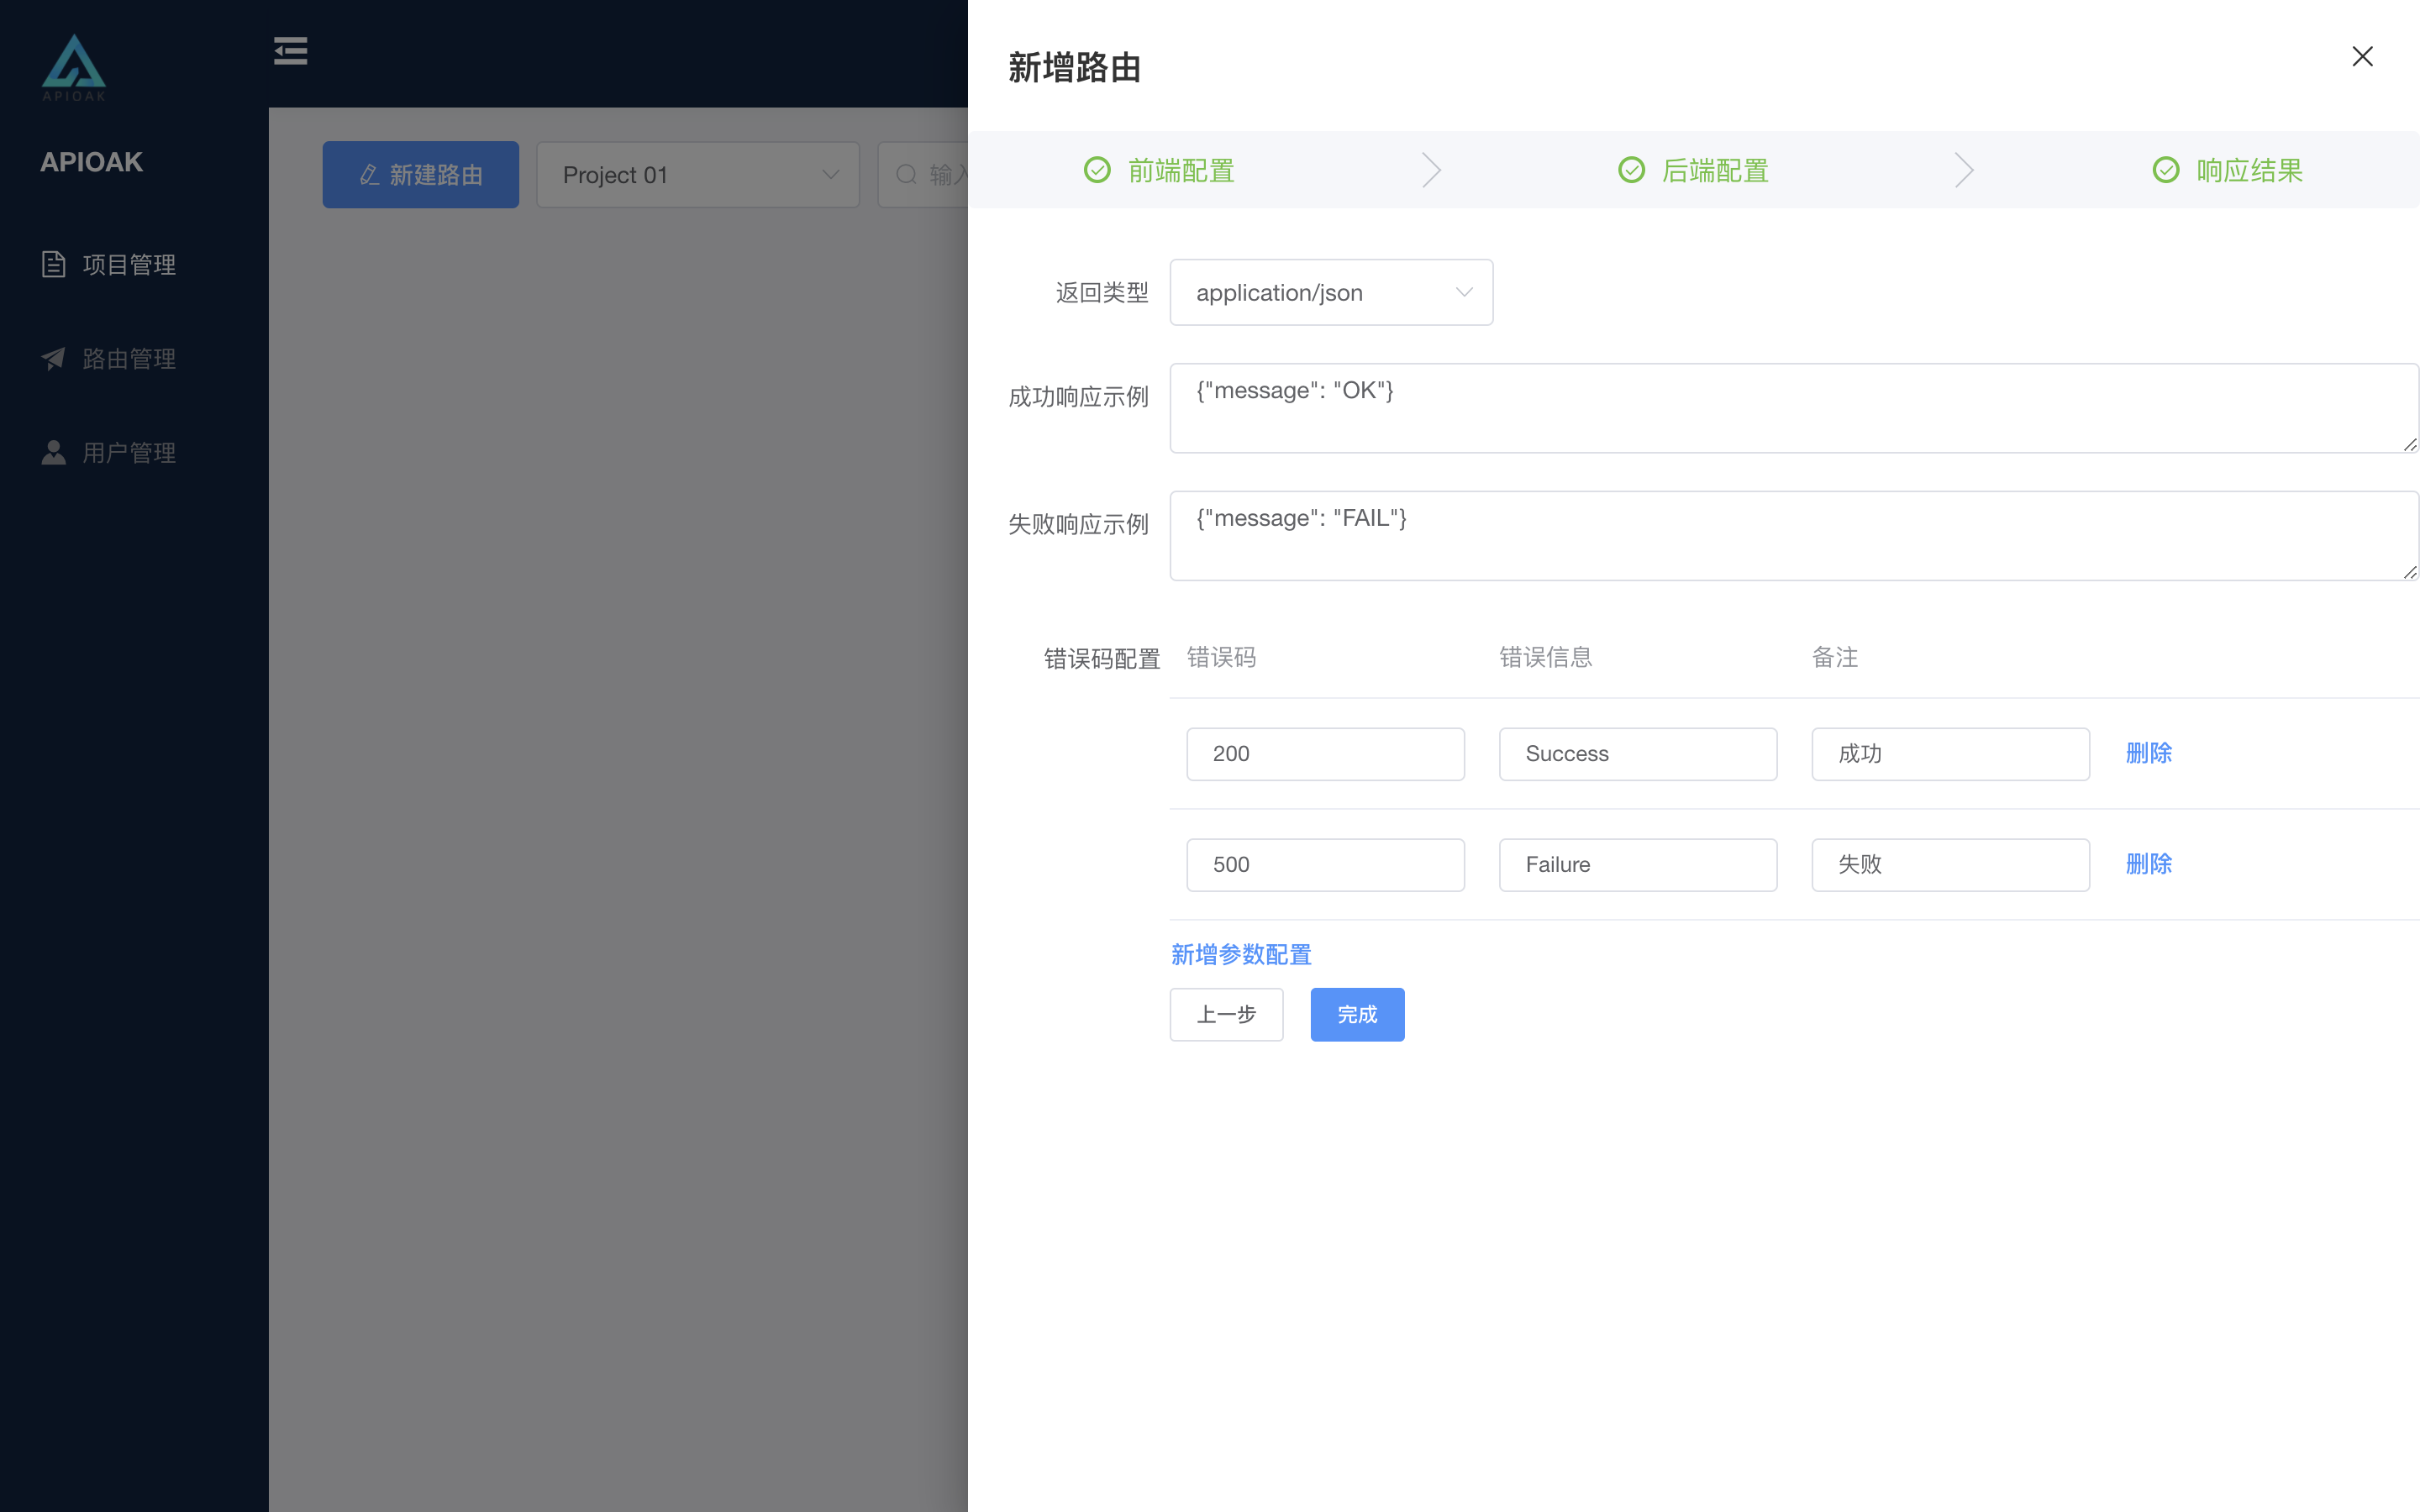 APIOAK
APIOAK
项目管理
路由管理
用户管理
新建路由
Project 01
输入
新增路由
前端配置
后端配置
响应结果
返回类型
application/json
成功响应示例
{"message": "OK"}
失败响应示例
{"message": "FAIL"}
错误码配置 错误码 错误信息 备注
200 Success 成功 删除
500 Failure 失败 删除
新增参数配置
上一步 完成